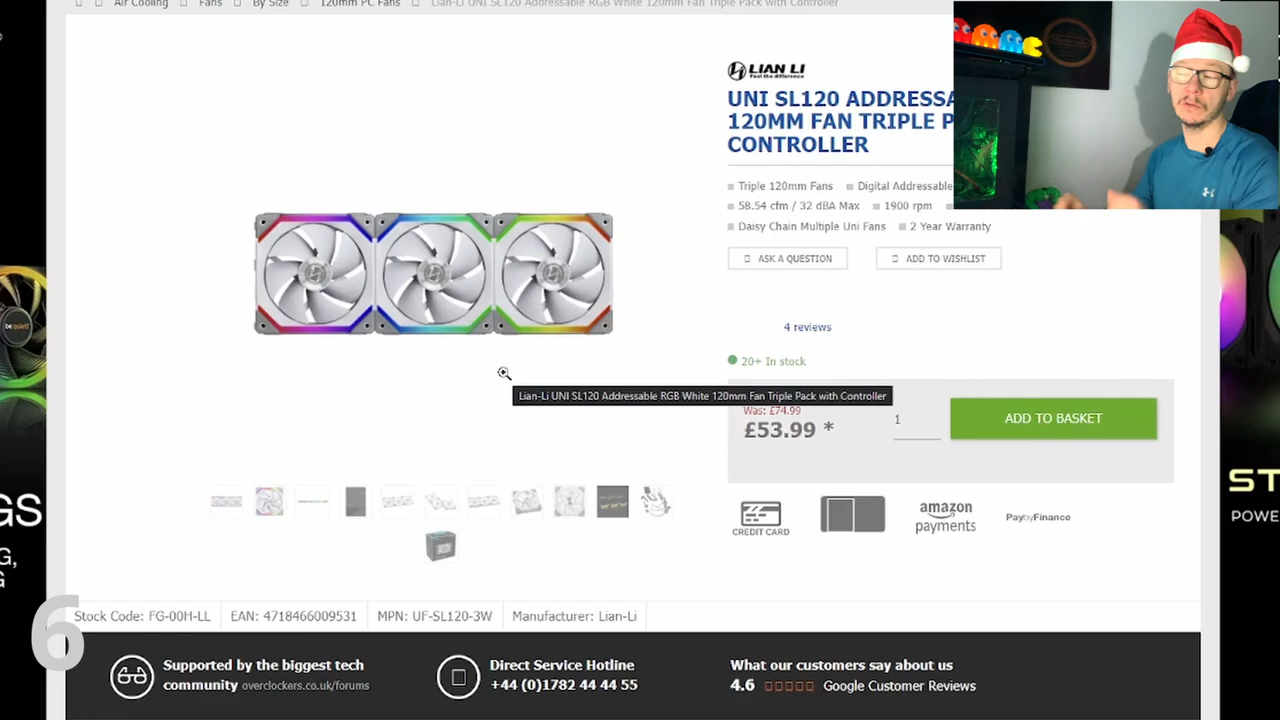 Air Cooling Fans By Size 120mm PC Fans Lian-Li UNI SL120 Addressable RGB White 120mm Fan Triple Pack with Controller
LIAN LI
Feel the difference
UNI SL120 ADDRESSA
120MM FAN TRIPLE P
CONTROLLER
Triple 120mm Fans Digital Addressable
58.54 cfm / 32 dBA Max 1900 rpm
Daisy Chain Multiple Uni Fans 2 Year Warranty
ASK A QUESTION ADD TO WISHLIST
4 reviews
20+ In stock
Lian-Li UNI SL120 Addressable RGB White 120mm Fan Triple Pack with Controller
Was: £74.99
£53.99 *
1
ADD TO BASKET
be quiet!
CREDIT CARD
amazon
payments
PaybyFinance
GS
G,
ST
POWE
Stock Code: FG-00H-LL EAN: 4718466009531 MPN: UF-SL120-3W Manufacturer: Lian-Li
6
Supported by the biggest tech
community overclockers.co.uk/forums
Direct Service Hotline
+44 (0)1782 44 44 55
What our customers say about us
4.6 Google Customer Reviews